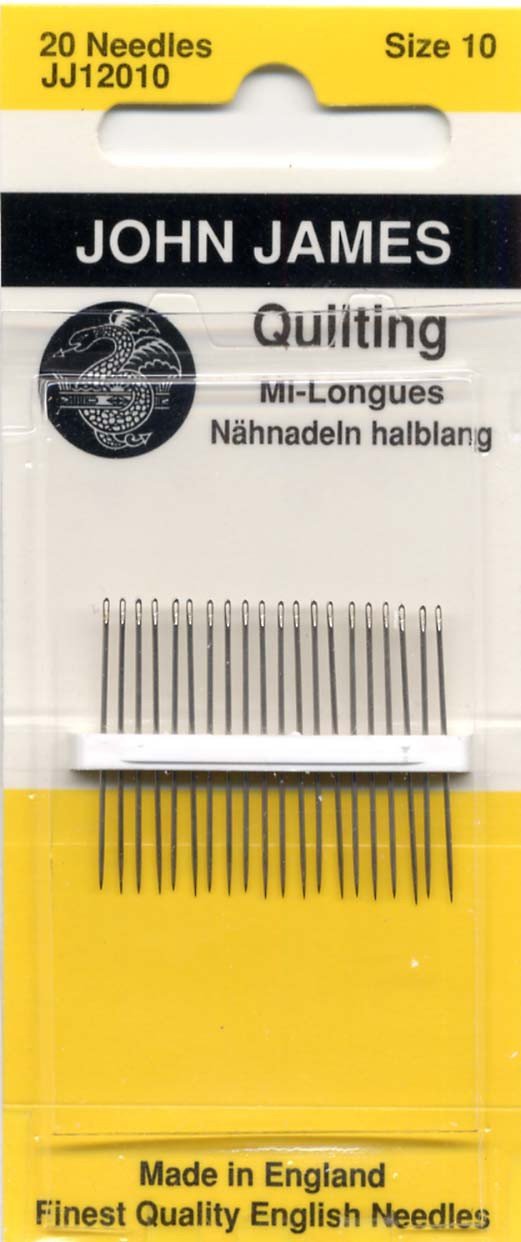 20 Needles Size 10
JJ12010
JOHN JAMES
Quilting
Mi-Longues
Nähnadeln halblang
Made in England
Finest Quality English Needles